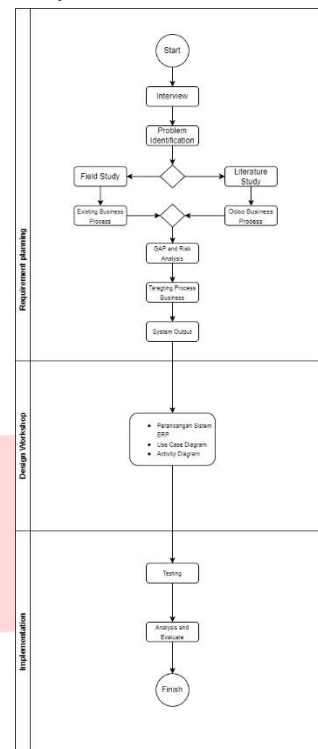 Start
Interview
Problem
Identification
Field Study
Literature
Study
Existing Business
Process
Odoo Business
Process
GAP and Risk
Analysis
Teregting Process
Business
System Output
Requirement planning
Perancangan Sistem
ERP
Use Case Diagram
Activity Diagram
Design Workshop
Testing
Analysis and
Evaluate
Finish
Implementation